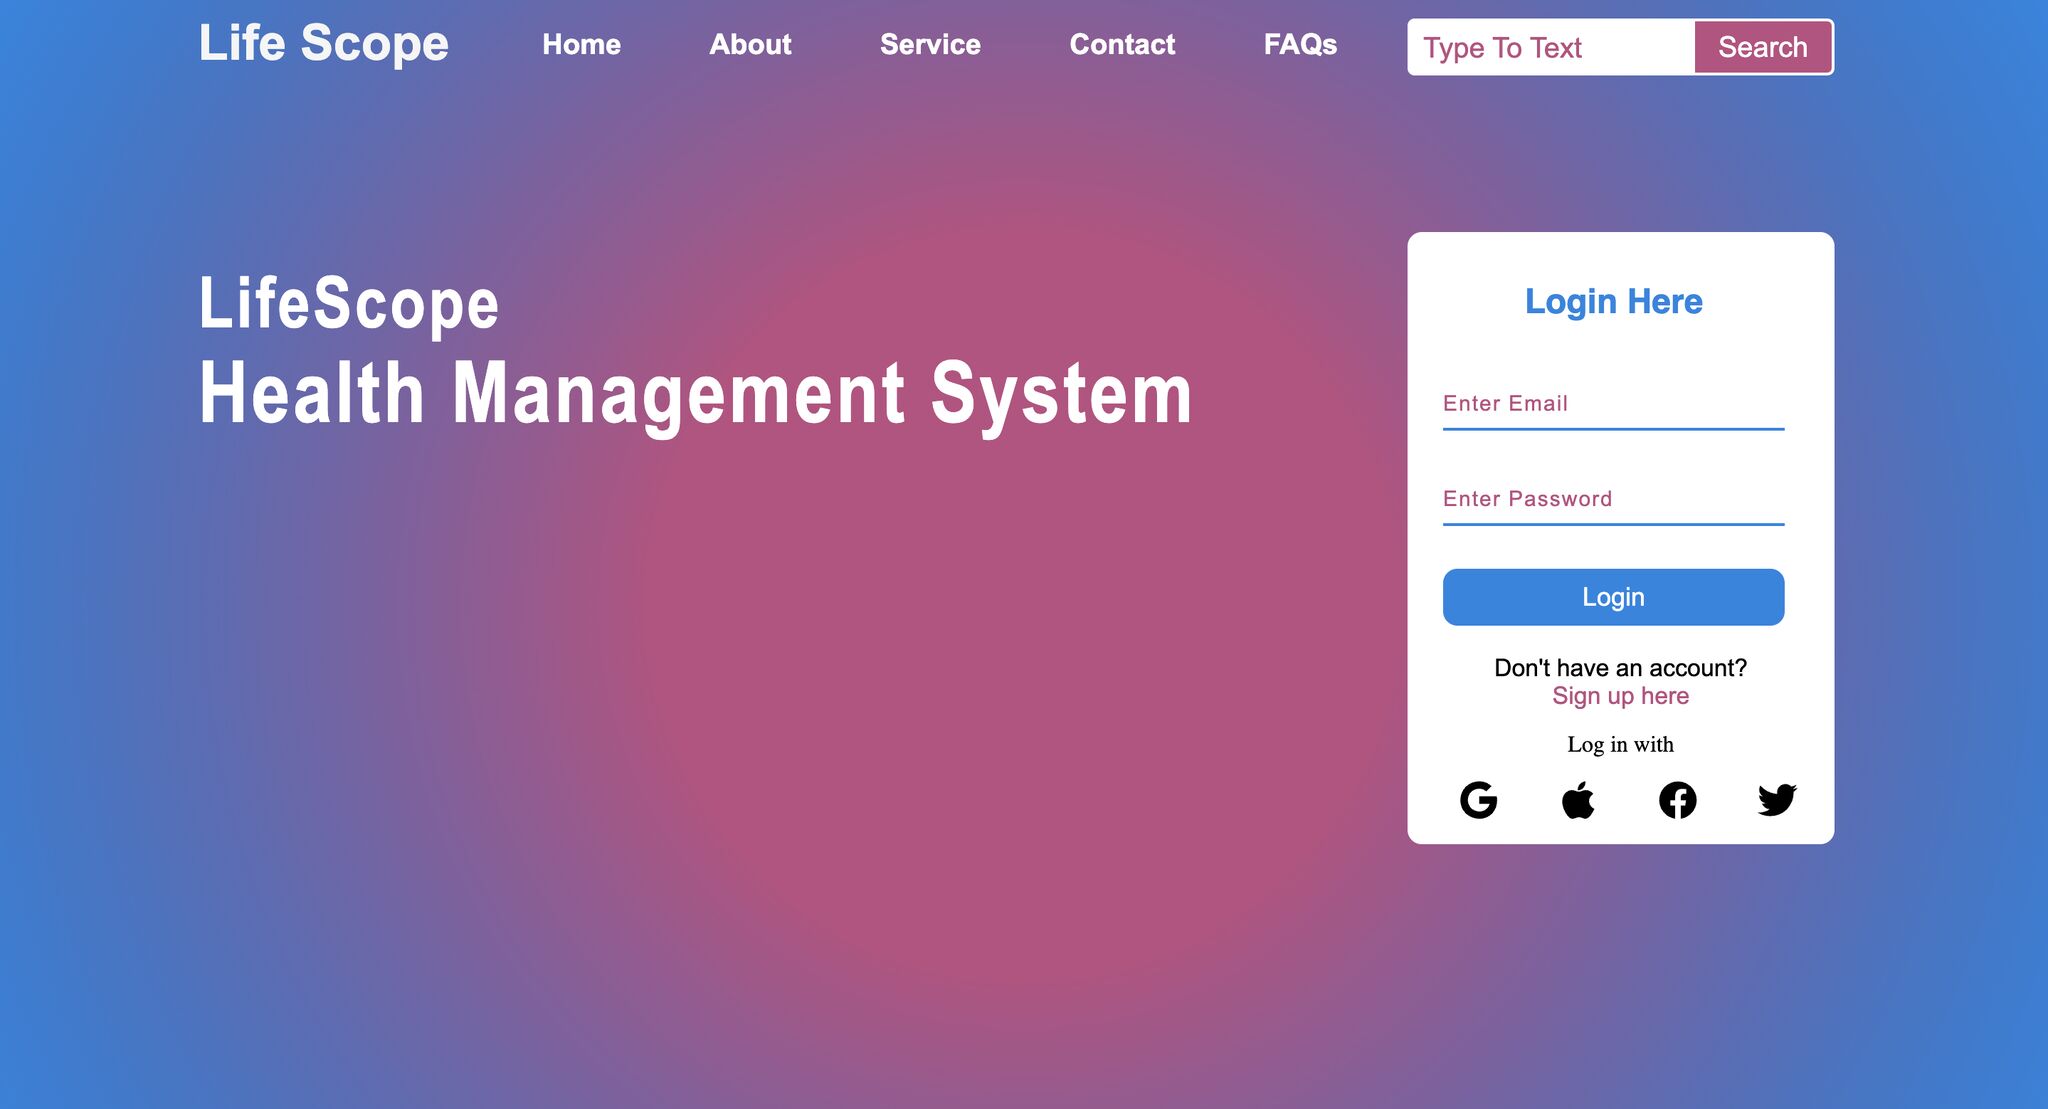 Life Scope
Home
About
Service
Contact
FAQs
Type To Text
Search
LifeScope
Health Management System
Login Here
Enter Email
Enter Password
Login
Don't have an account?
Sign up here
Log in with